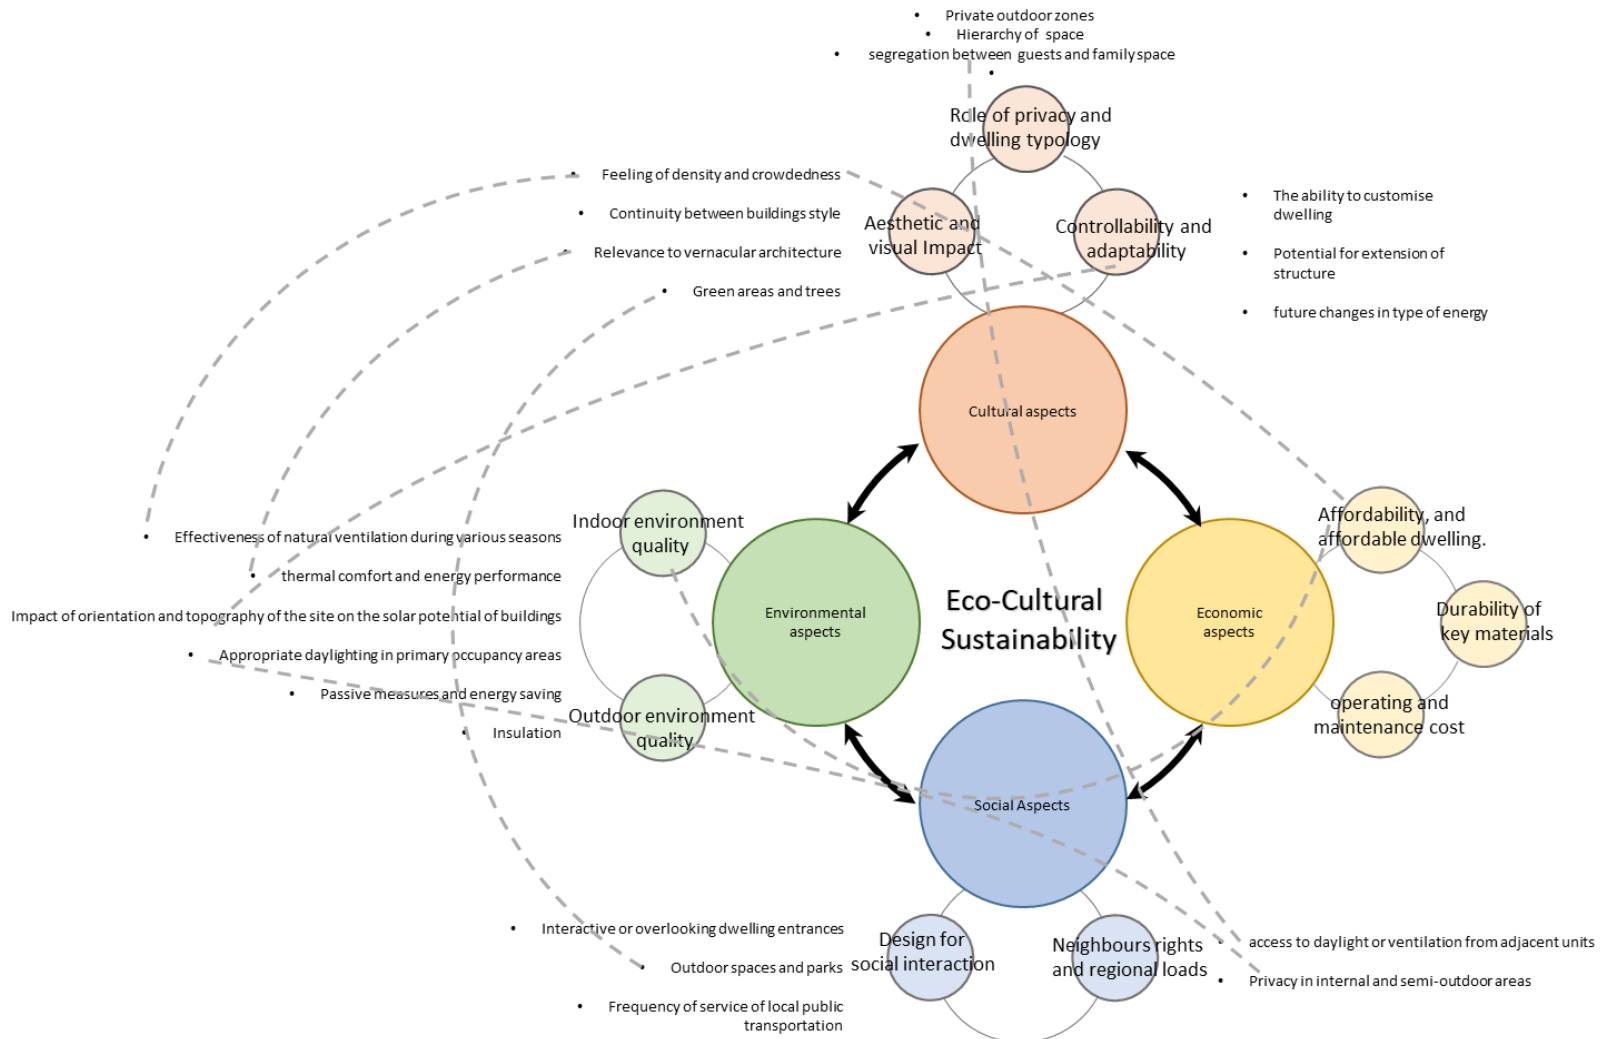 • Private outdoor zones
• Hierarchy of space
• segregation between guests and family space
•
Role of privacy and
dwelling typology
• Feeling of density and crowdedness
• Continuity between buildings style
• Relevance to vernacular architecture
• Green areas and trees
Aesthetic and
visual Impact
Controllability and
adaptability
• The ability to customise
dwelling
• Potential for extension of
structure
• future changes in type of energy
Cultural aspects
Indoor environment
quality
• Effectiveness of natural ventilation during various seasons
• thermal comfort and energy performance
Impact of orientation and topography of the site on the solar potential of buildings
• Appropriate daylighting in primary occupancy areas
• Passive measures and energy saving
• Insulation
Outdoor environment
quality
Environmental
aspects
Eco-Cultural
Sustainability
Economic
aspects
Affordability, and
affordable dwelling.
Durability of
key materials
operating and
maintenance cost
Social Aspects
• Interactive or overlooking dwelling entrances
• Outdoor spaces and parks
• Frequency of service of local public
transportation
Design for
social interaction
Neighbours rights
and regional loads
• access to daylight or ventilation from adjacent units
• Privacy in internal and semi-outdoor areas